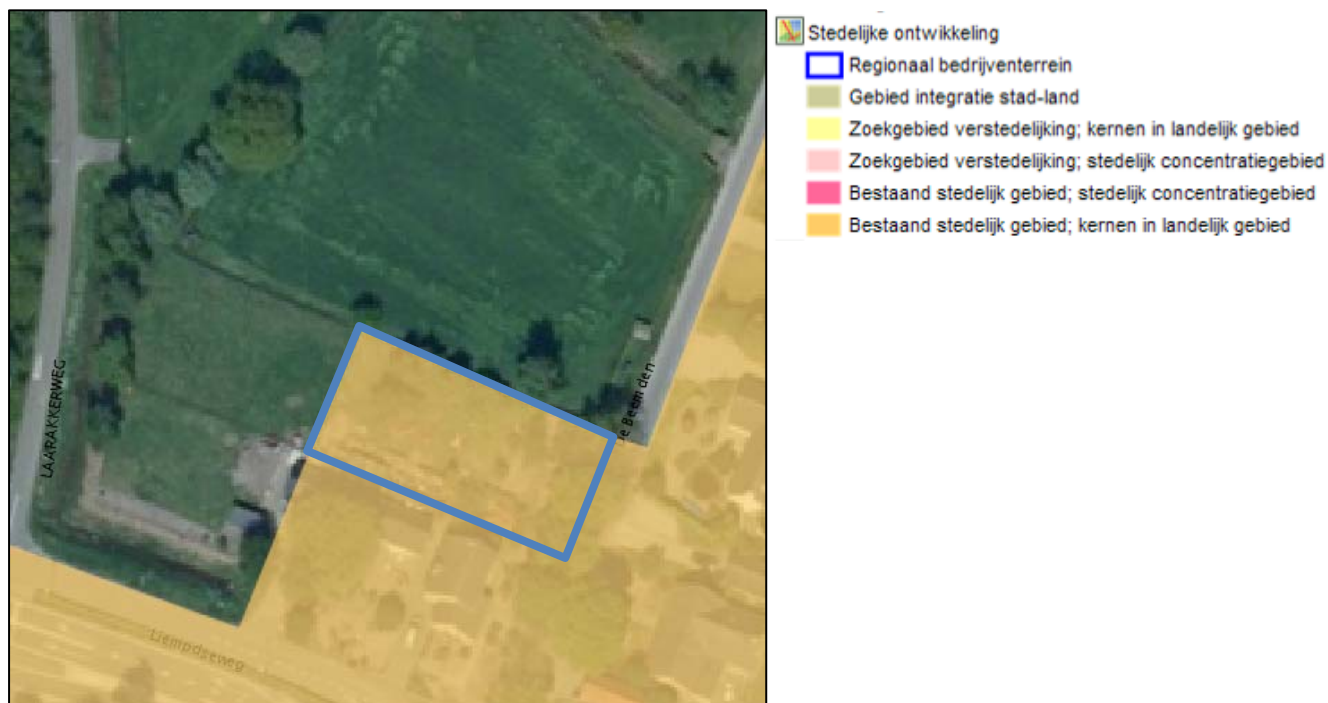 Stedelijke ontwikkeling
Regionaal bedrijventerrein
Gebied integratie stad-land
Zoekgebied verstedelijking; kernen in landelijk gebied
Zoekgebied verstedelijking; stedelijk concentratiegebied
Bestaand stedelijk gebied; stedelijk concentratiegebied
Bestaand stedelijk gebied; kernen in landelijk gebied
LAARAKKERWEG
e Beemden
Liempdseweg